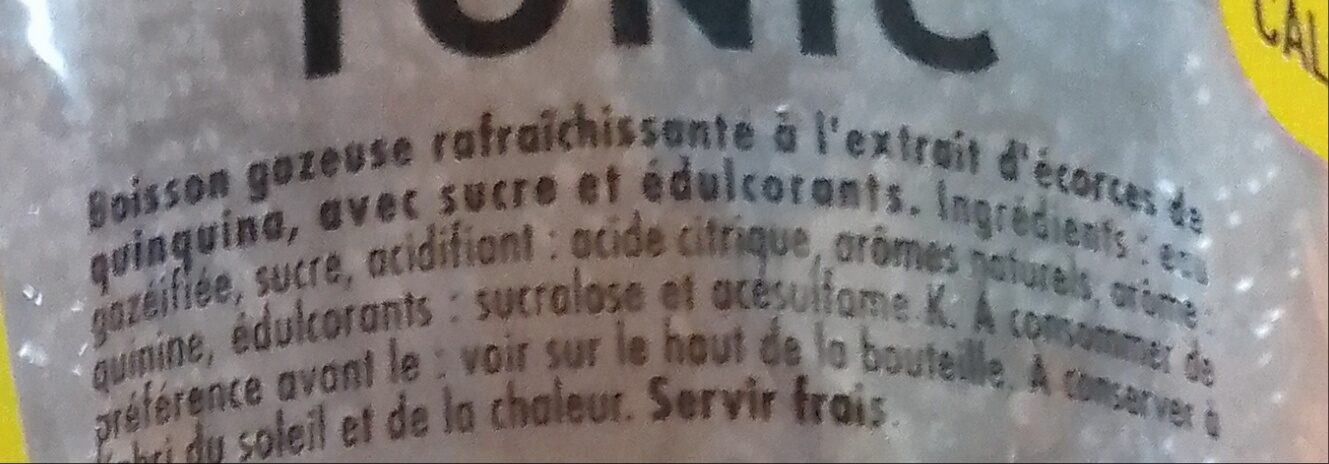 TONIC
CAL
Boisson gazeuse rafraîchissante à l'extrait d'écorces de
quinquina, avec sucre et édulcorants. Ingrédients : eau
gazéifiée, sucre, acidifiant : acide citrique, arômes naturels, arôme :
quinine, édulcorants : sucralose et acésulfame K. A consommer de
préférence avant le : voir sur le haut de la bouteille. A conserver à
l'abri du soleil et de la chaleur. Servir frais.